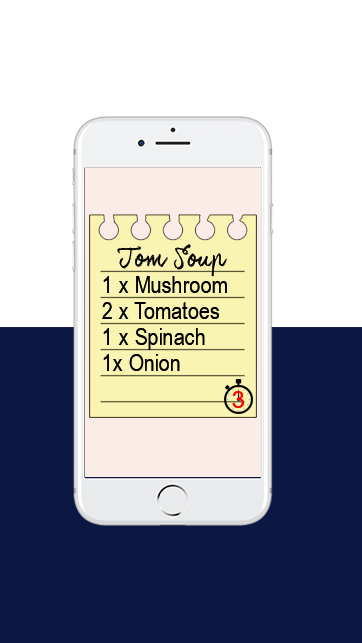 Tom Soup
1 x Mushroom
2 x Tomatoes
1 x Spinach
1x Onion
3